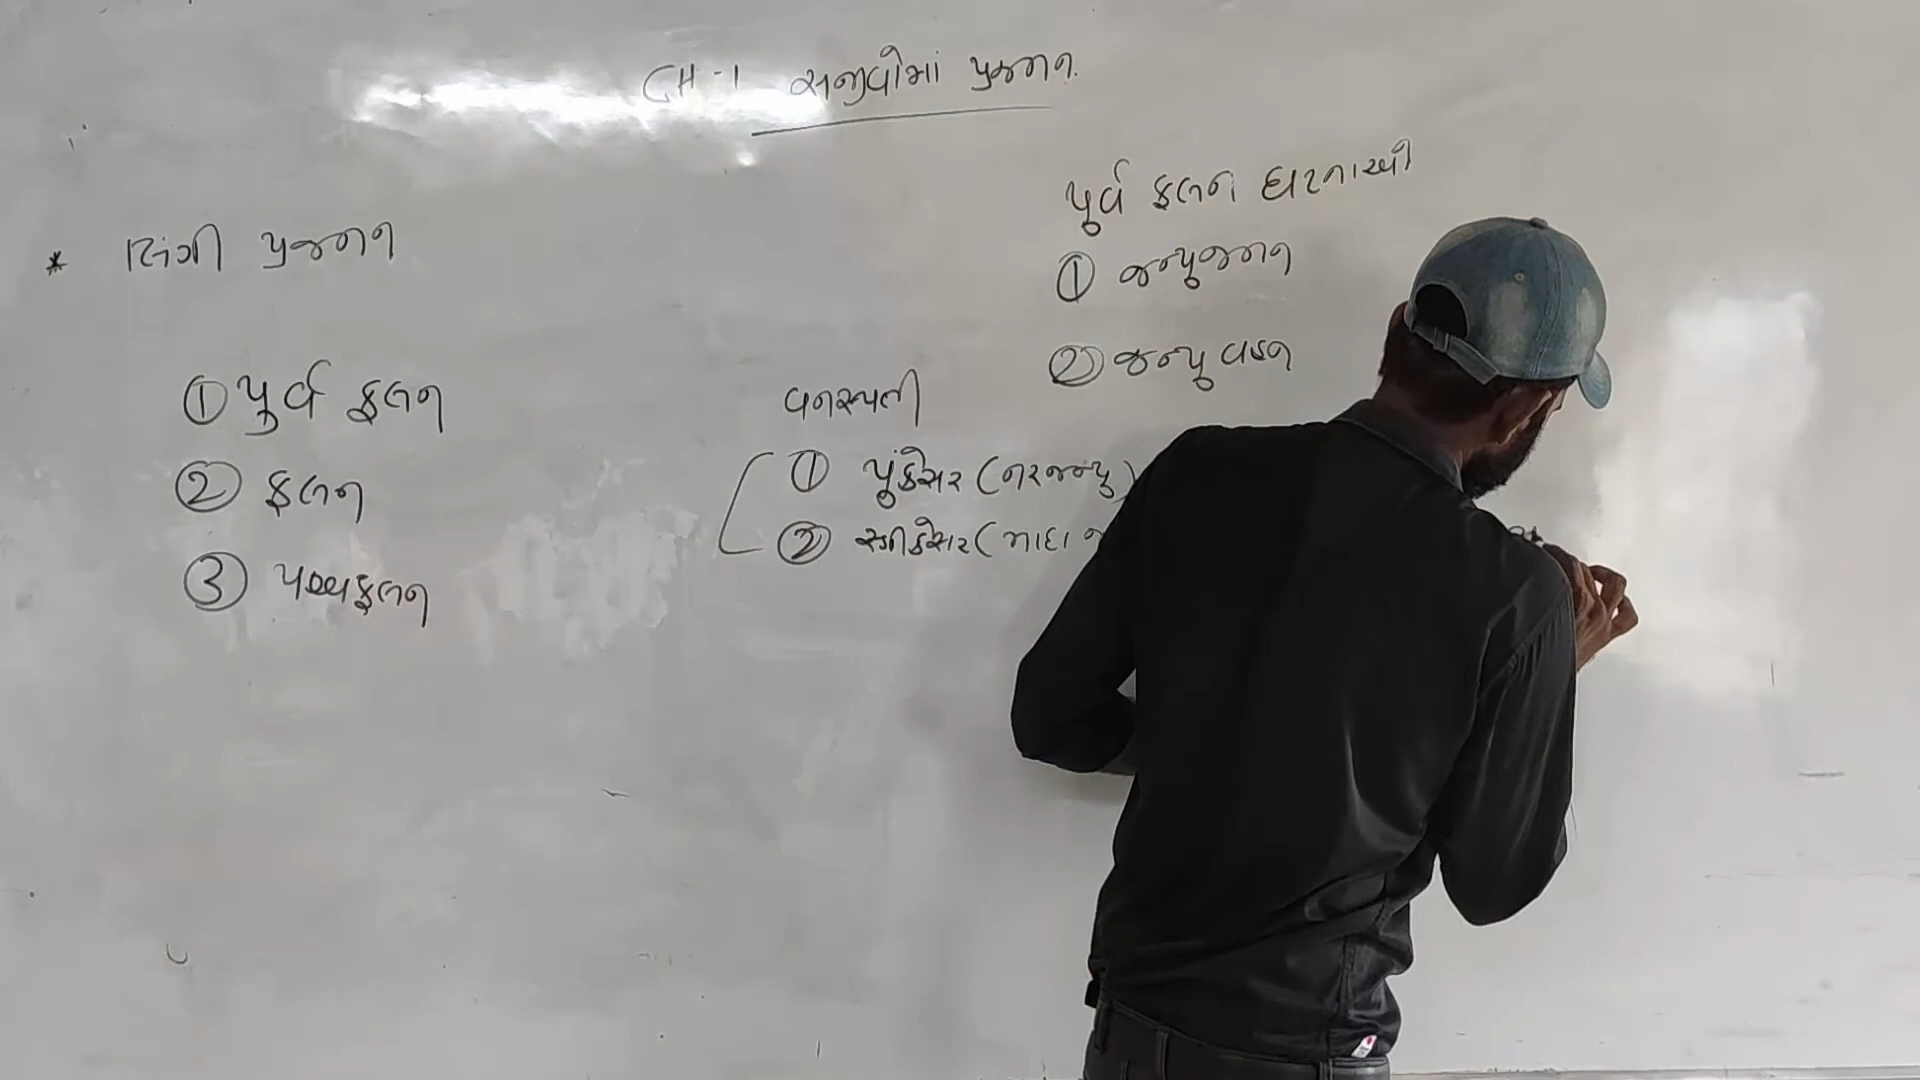 CH-1 સજીવોમાં પ્રજનન.
* લિંગી પ્રજનન
① પુર્વ ફલન
② ફલન
③ પશ્ચફલન
વનસ્પતી
① પુંકેસર (નરજન્યુ)
② સ્ત્રીકેસર (માદા જ
પુર્વ ફલન ઘટનાઓ
① જન્યુજનન
② જન્યુ વહન